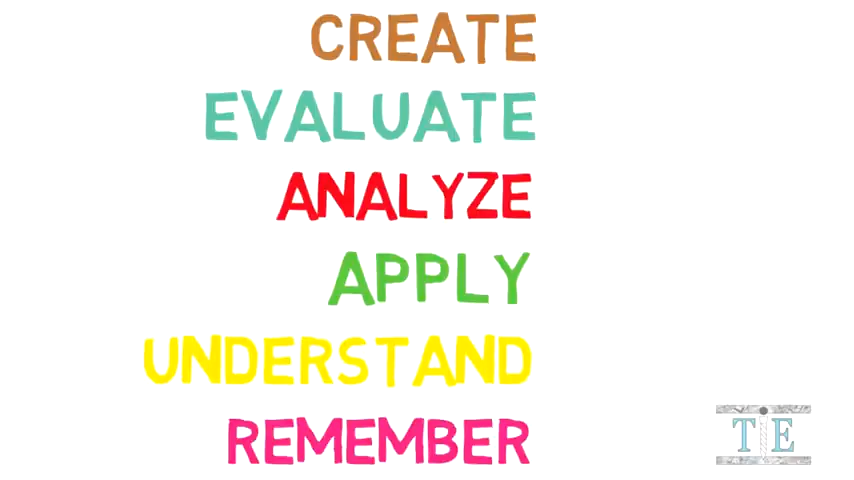 CREATE
EVALUATE
ANALYZE
APPLY
UNDERSTAND
REMEMBER
TiE